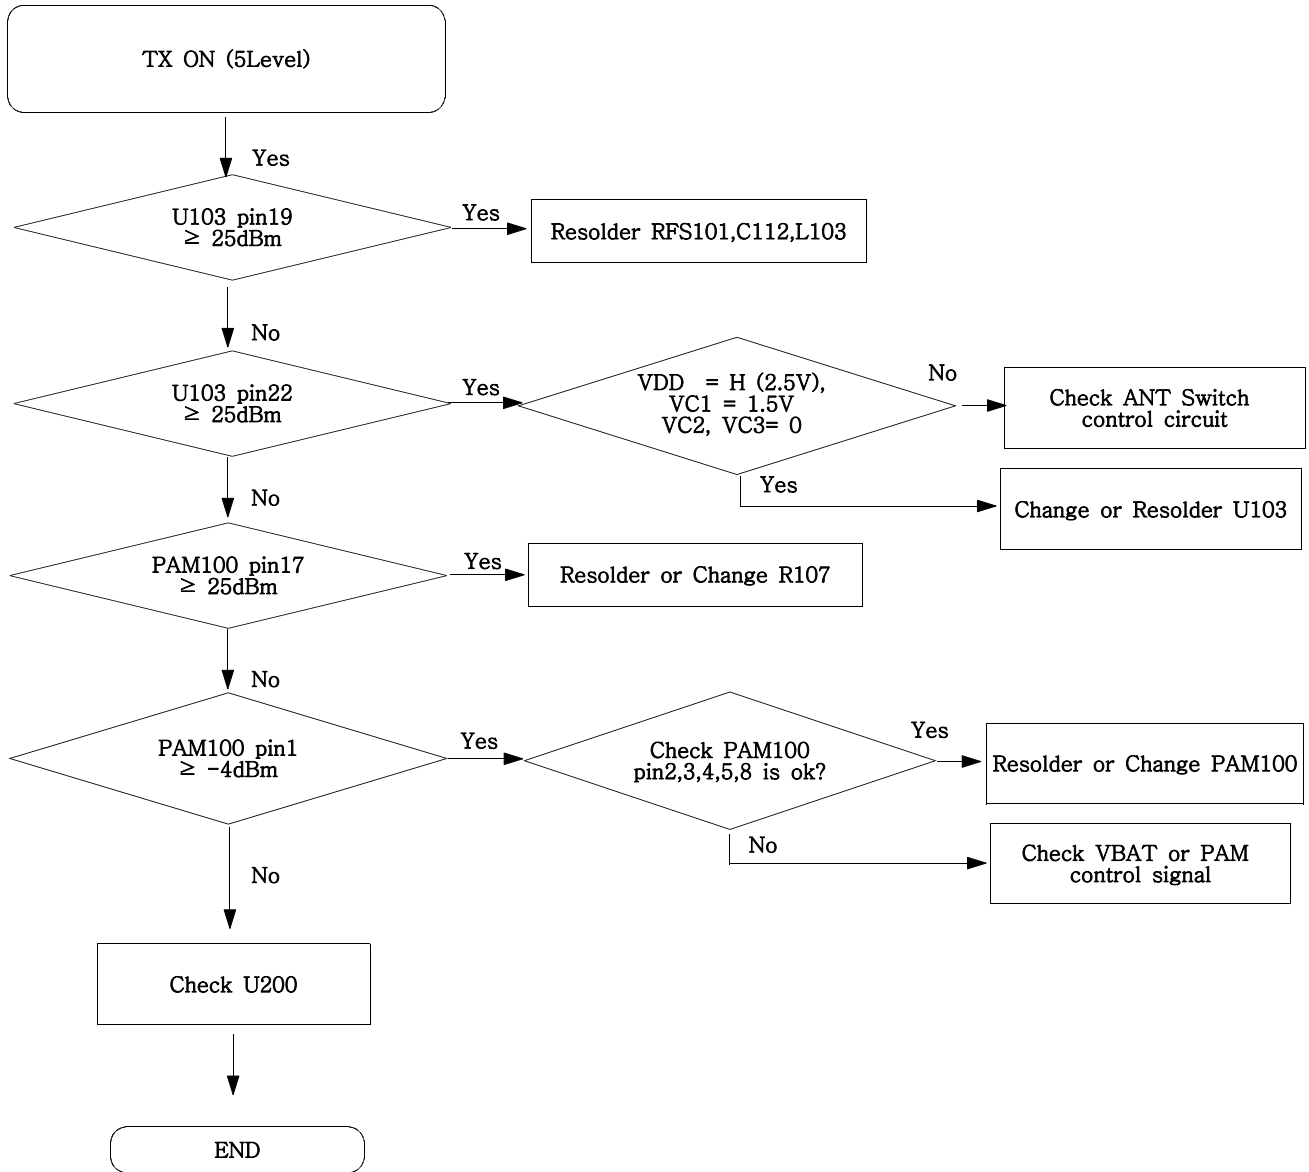 TX ON (5Level)
Yes
U103 pin19
≥ 25dBm
Yes
Resolder RFS101,C112,L103
No
U103 pin22
≥ 25dBm
Yes
VDD = H (2.5V),
VC1 = 1.5V
VC2, VC3= 0
No
Check ANT Switch
control circuit
Yes
Change or Resolder U103
No
PAM100 pin17
≥ 25dBm
Yes
Resolder or Change R107
No
PAM100 pin1
≥ -4dBm
Yes
Check PAM100
pin2,3,4,5,8 is ok?
Yes
Resolder or Change PAM100
No
Check VBAT or PAM
control signal
No
Check U200
END